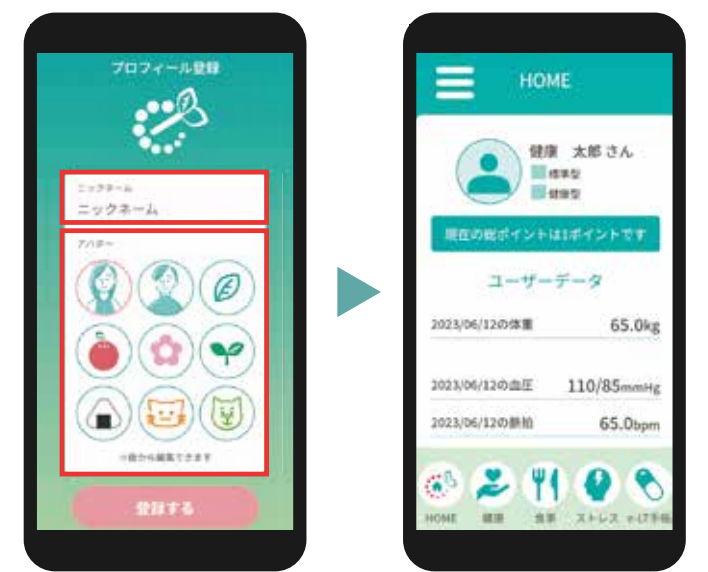 プロフィール登録
ニックネーム
ニックネーム
アバター
※後から編集できます
登録する
HOME
健康 太郎 さん
標準型
健康型
現在の総ポイントは1ポイントです
ユーザーデータ
2023/06/12の体重 65.0kg
2023/06/12の血圧 110/85mmHg
2023/06/12の脈拍 65.0bpm
HOME 健康 食事 ストレス e-LT手帳